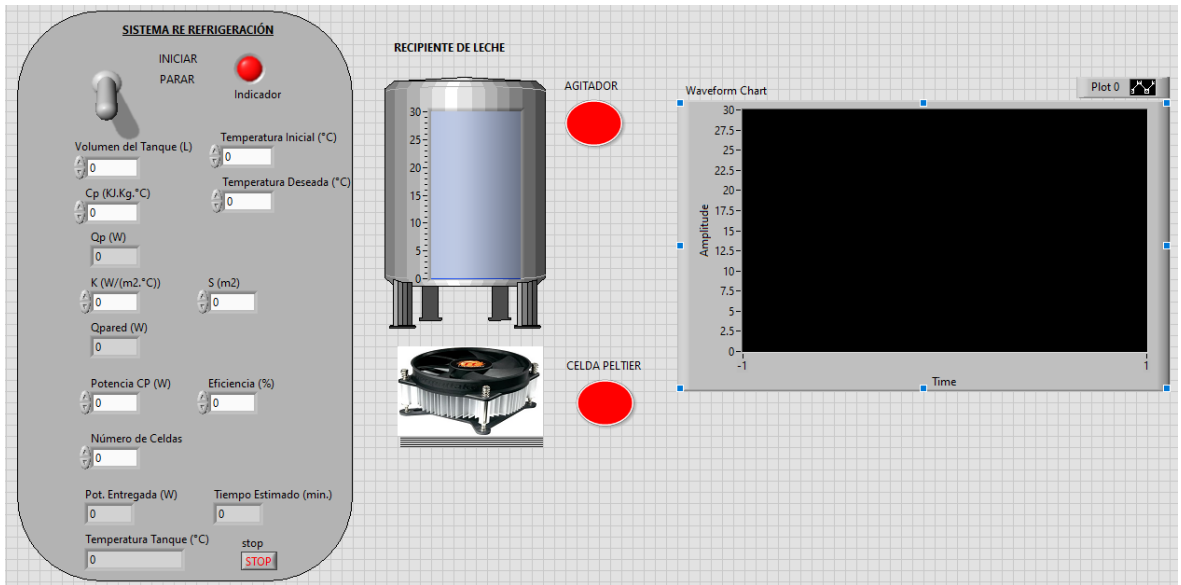 SISTEMA RE REFRIGERACIÓN
INICIAR
PARAR
Indicador
Volumen del Tanque (L)
0
Temperatura Inicial (°C)
0
Cp (KJ.Kg.°C)
0
Temperatura Deseada (°C)
0
Qp (W)
0
K (W/(m2.°C))
0
S (m2)
0
Qpared (W)
0
Potencia CP (W)
0
Eficiencia (%)
0
Número de Celdas
0
Pot. Entregada (W)
0
Tiempo Estimado (min.)
0
Temperatura Tanque (°C)
0
stop
STOP
RECIPIENTE DE LECHE
30
25
20
15
10
5
0
AGITADOR
CELDA PELTIER
Waveform Chart
Plot 0
Amplitude
30
27.5
25
22.5
20
17.5
15
12.5
10
7.5
5
2.5
0
-1
1
Time